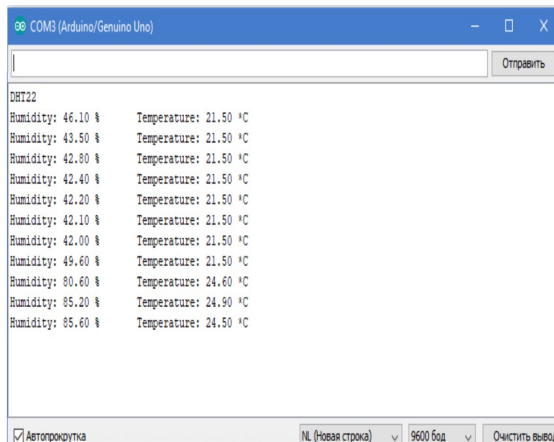 COM3 (Arduino/Genuino Uno)
Отправить
DHT22
Humidity: 46.10 % Temperature: 21.50 *C
Humidity: 43.50 % Temperature: 21.50 *C
Humidity: 42.80 % Temperature: 21.50 *C
Humidity: 42.40 % Temperature: 21.50 *C
Humidity: 42.20 % Temperature: 21.50 *C
Humidity: 42.10 % Temperature: 21.50 *C
Humidity: 42.00 % Temperature: 21.50 *C
Humidity: 49.60 % Temperature: 21.50 *C
Humidity: 80.60 % Temperature: 24.60 *C
Humidity: 85.20 % Temperature: 24.90 *C
Humidity: 85.60 % Temperature: 24.50 *C
Автопрокрутка NL (Новая строка) 9600 бод Очистить вывод